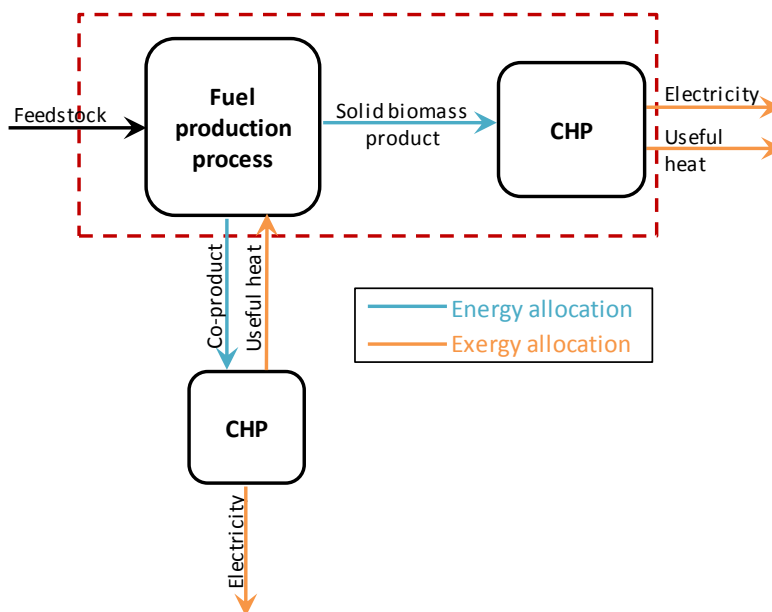 Feedstock
Fuel
production
process
Solid biomass
product
CHP
Electricity
Useful
heat
Co-product
Useful heat
Energy allocation
Exergy allocation
CHP
Electricity